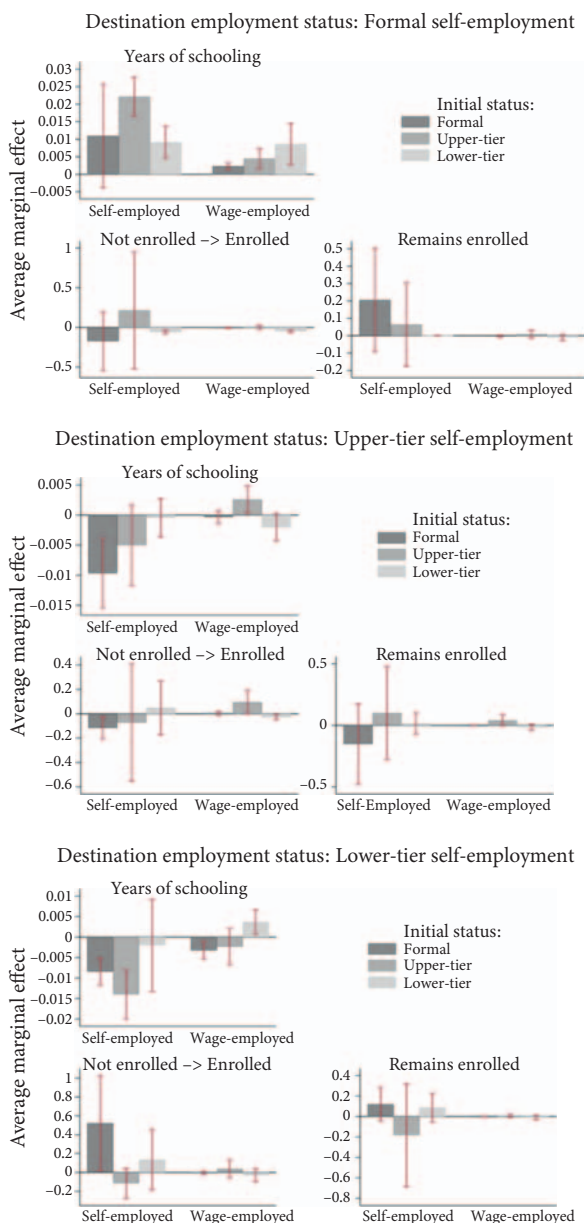 Destination employment status: Formal self-employment
Years of schooling
0.03
0.025
0.02
0.015
0.01
0.005
0
−0.005
Self-employed Wage-employed
Initial status:
Formal
Upper-tier
Lower-tier
Average marginal effect
Not enrolled –> Enrolled
1
0.5
0
−0.5
Self-employed Wage-employed
Remains enrolled
0.5
0.4
0.3
0.2
0.1
0
−0.1
−0.2
Self-employed Wage-employed
Destination employment status: Upper-tier self-employment
Years of schooling
0.005
0
−0.005
−0.01
−0.015
Self-employed Wage-employed
Initial status:
Formal
Upper-tier
Lower-tier
Average marginal effect
Not enrolled –> Enrolled
0.4
0.2
0
−0.2
−0.4
−0.6
Self-employed Wage-employed
Remains enrolled
0.5
0
−0.5
Self-Employed Wage-employed
Destination employment status: Lower-tier self-employment
Years of schooling
0.01
0.005
0
−0.005
−0.01
−0.015
−0.02
Self-employed Wage-employed
Initial status:
Formal
Upper-tier
Lower-tier
Average marginal effect
Not enrolled –> Enrolled
1
0.8
0.6
0.4
0.2
0
−0.2
Self-employed Wage-employed
Remains enrolled
0.4
0.2
0
−0.2
−0.4
−0.6
−0.8
Self-employed Wage-employed